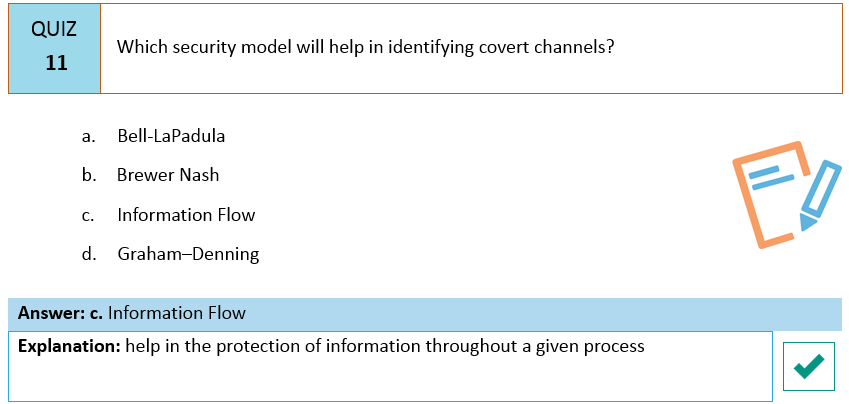 QUIZ
11
Which security model will help in identifying covert channels?
a. Bell-LaPadula
b. Brewer Nash
c. Information Flow
d. Graham–Denning
Answer: c. Information Flow
Explanation: help in the protection of information throughout a given process